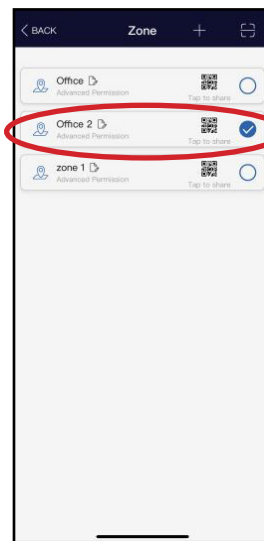 BACK Zone
Office
Advanced Permission
Tap to share
Office 2
Advanced Permission
Tap to share
zone 1
Advanced Permission
Tap to share